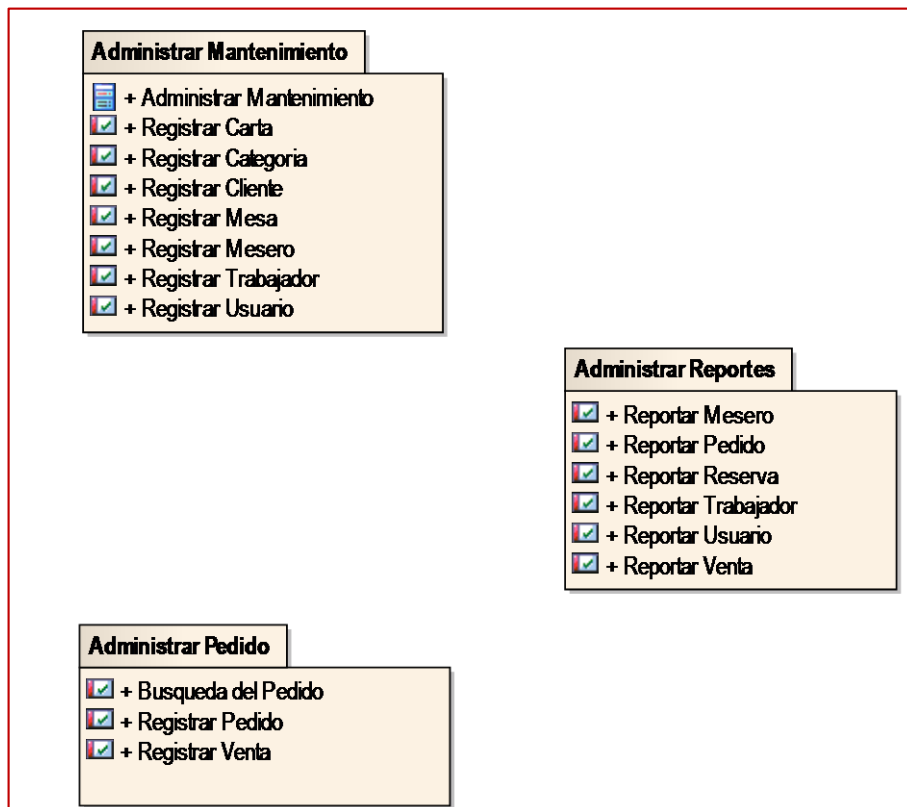 Administrar Mantenimiento
+ Administrar Mantenimiento
+ Registrar Carta
+ Registrar Categoria
+ Registrar Cliente
+ Registrar Mesa
+ Registrar Mesero
+ Registrar Trabajador
+ Registrar Usuario
Administrar Reportes
+ Reportar Mesero
+ Reportar Pedido
+ Reportar Reserva
+ Reportar Trabajador
+ Reportar Usuario
+ Reportar Venta
Administrar Pedido
+ Busqueda del Pedido
+ Registrar Pedido
+ Registrar Venta